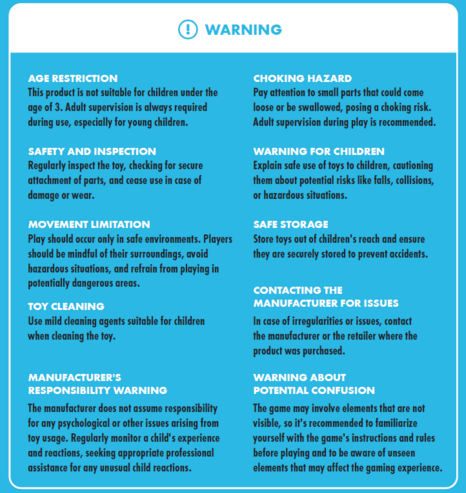 ! WARNING
AGE RESTRICTION
This product is not suitable for children under the
age of 3. Adult supervision is always required
during use, especially for young children.
SAFETY AND INSPECTION
Regularly inspect the toy, checking for secure
attachment of parts, and cease use in case of
damage or wear.
MOVEMENT LIMITATION
Play should occur only in safe environments. Players
should be mindful of their surroundings, avoid
hazardous situations, and refrain from playing in
potentially dangerous areas.
TOY CLEANING
Use mild cleaning agents suitable for children
when cleaning the toy.
MANUFACTURER'S
RESPONSIBILITY WARNING
The manufacturer does not assume responsibility
for any psychological or other issues arising from
toy usage. Regularly monitor a child's experience
and reactions, seeking appropriate professional
assistance for any unusual child reactions.
CHOKING HAZARD
Pay attention to small parts that could come
loose or be swallowed, posing a choking risk.
Adult supervision during play is recommended.
WARNING FOR CHILDREN
Explain safe use of toys to children, cautioning
them about potential risks like falls, collisions,
or hazardous situations.
SAFE STORAGE
Store toys out of children's reach and ensure
they are securely stored to prevent accidents.
CONTACTING THE
MANUFACTURER FOR ISSUES
In case of irregularities or issues, contact
the manufacturer or the retailer where the
product was purchased.
WARNING ABOUT
POTENTIAL CONFUSION
The game may involve elements that are not
visible, so it's recommended to familiarize
yourself with the game's instructions and rules
before playing and to be aware of unseen
elements that may affect the gaming experience.